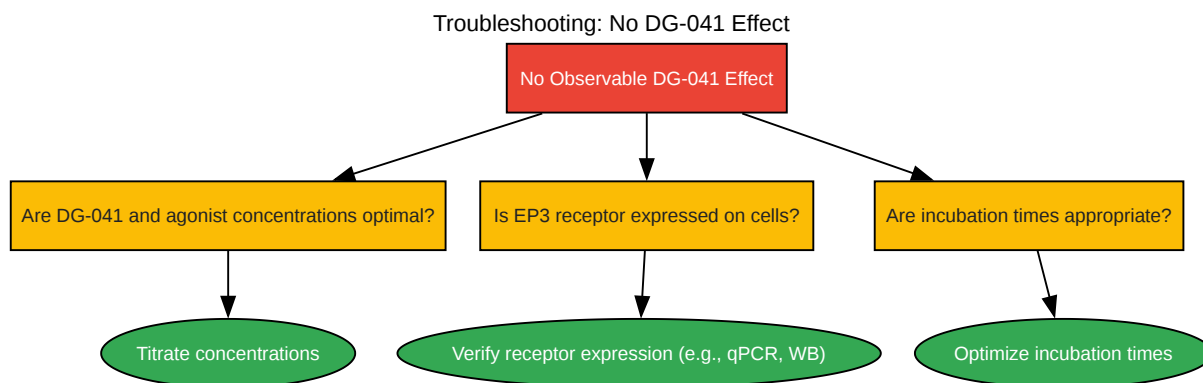 Troubleshooting: No DG-041 Effect
No Observable DG-041 Effect
Are DG-041 and agonist concentrations optimal?
Is EP3 receptor expressed on cells?
Are incubation times appropriate?
Titrate concentrations
Verify receptor expression (e.g., qPCR, WB)
Optimize incubation times